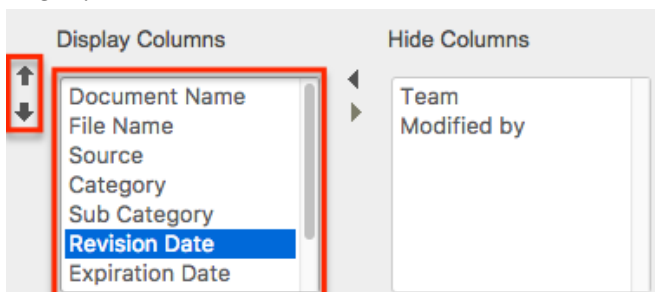 Display Columns
Hide Columns
Document Name
File Name
Source
Category
Sub Category
Revision Date
Expiration Date
Team
Modified by